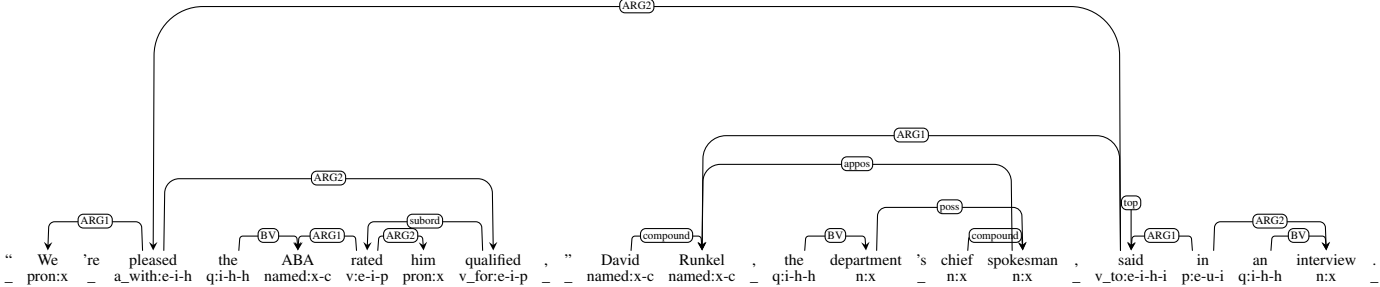 ARG2
ARG1
appos
ARG2
top
poss
ARG1 subord ARG2
BV ARG1 ARG2 compound BV compound ARG1 BV
“ We 're pleased the ABA rated him qualified , ” David Runkel , the department 's chief spokesman , said in an interview .
_ pron:x _ a_with:e-i-h q:i-h-h named:x-c v:e-i-p pron:x v_for:e-i-p _ _ named:x-c named:x-c _ q:i-h-h n:x _ n:x n:x _ v_to:e-i-h-i p:e-u-i q:i-h-h n:x _